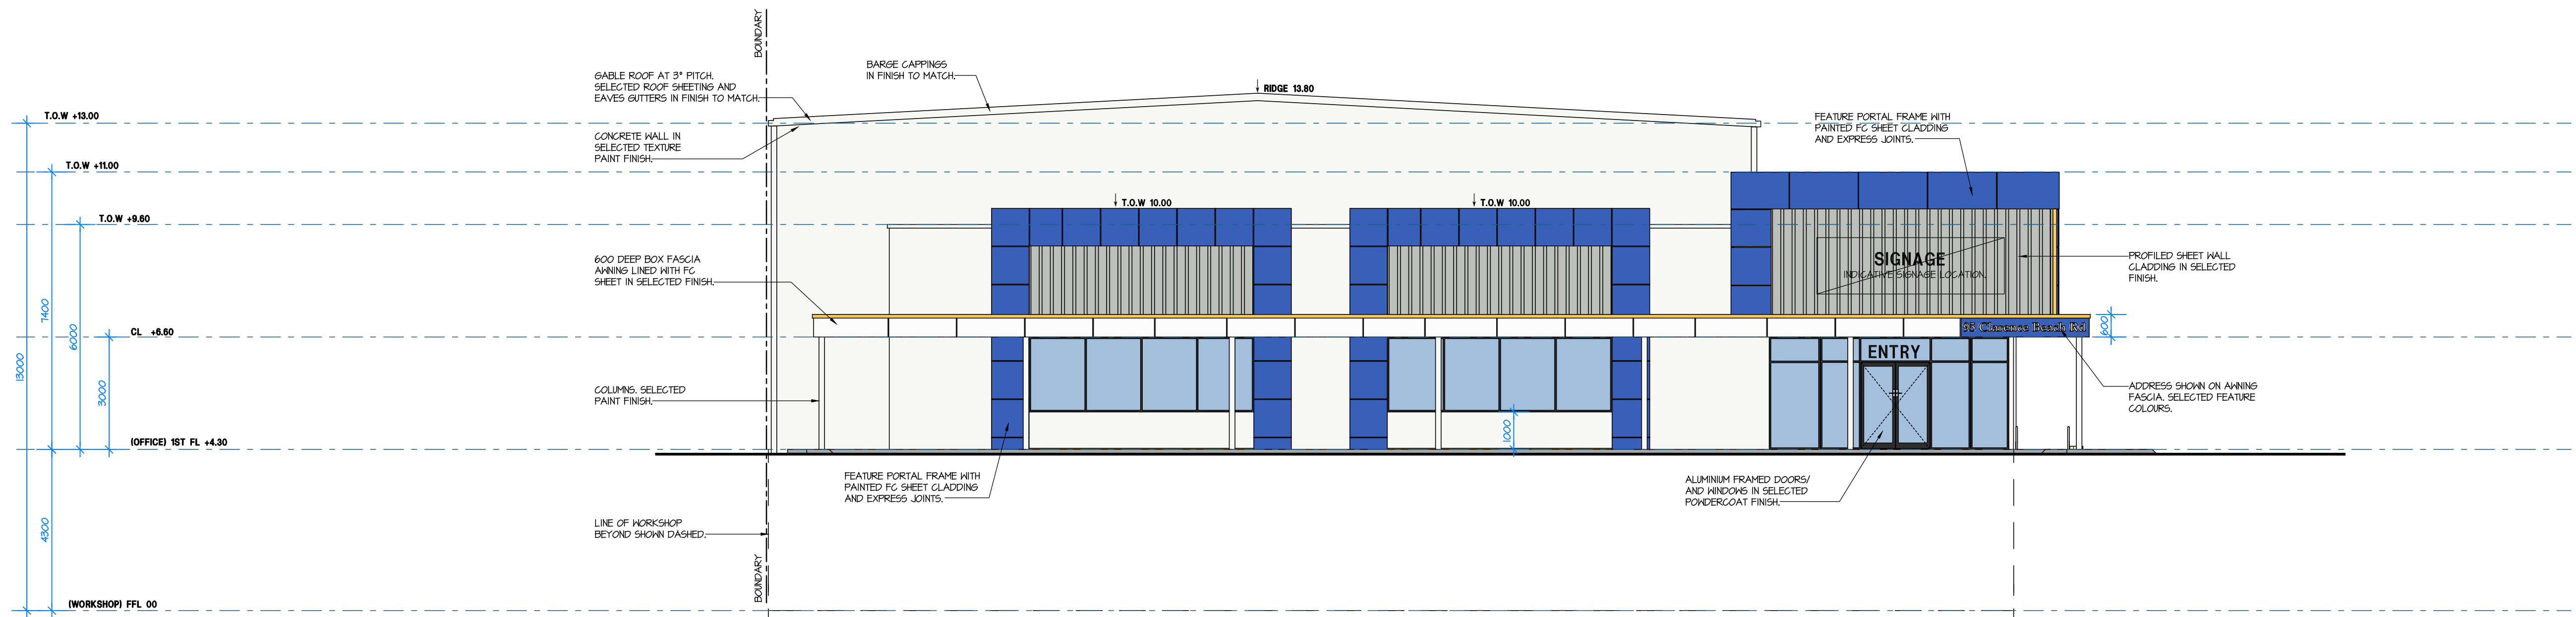 BOUNDARY
GABLE ROOF AT 3° PITCH.
SELECTED ROOF SHEETING AND
EAVES GUTTERS IN FINISH TO MATCH.
BARGE CAPPINGS
IN FINISH TO MATCH.
RIDGE 13.80
T.O.W +13.00
CONCRETE WALL IN
SELECTED TEXTURE
PAINT FINISH.
FEATURE PORTAL FRAME WITH
PAINTED FC SHEET CLADDING
AND EXPRESS JOINTS.
T.O.W +11.00
T.O.W 10.00
T.O.W 10.00
T.O.W +9.60
600 DEEP BOX FASCIA
AWNING LINED WITH FC
SHEET IN SELECTED FINISH.
SIGNAGE
INDICATIVE SIGNAGE LOCATION.
PROFILED SHEET WALL
CLADDING IN SELECTED
FINISH.
13000
7400
6000
3000
CL +6.60
600
95 Clarence Beach Rd
ENTRY
COLUMNS. SELECTED
PAINT FINISH.
ADDRESS SHOWN ON AWNING
FASCIA. SELECTED FEATURE
COLOURS.
1000
(OFFICE) 1ST FL +4.30
FEATURE PORTAL FRAME WITH
PAINTED FC SHEET CLADDING
AND EXPRESS JOINTS.
ALUMINIUM FRAMED DOORS/
AND WINDOWS IN SELECTED
POWDERCOAT FINISH.
4300
LINE OF WORKSHOP
BEYOND SHOWN DASHED.
BOUNDARY
(WORKSHOP) FFL 00